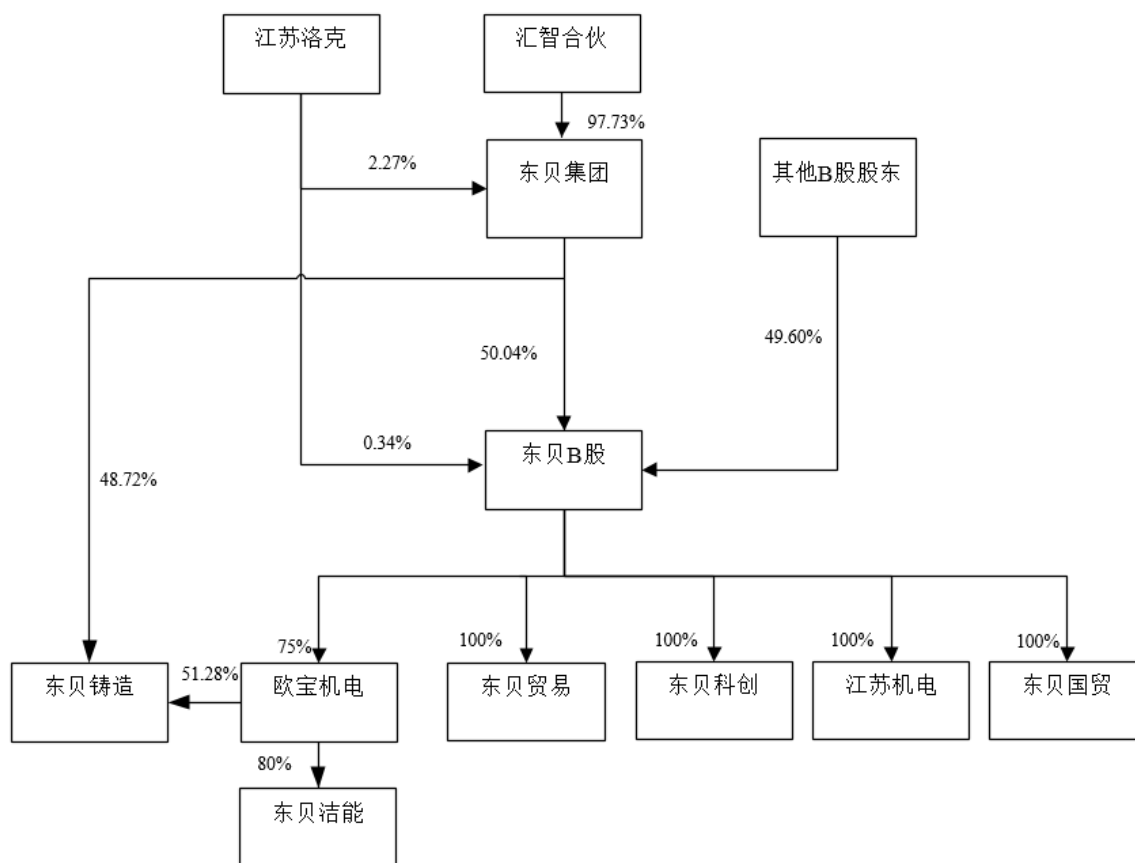 江苏洛克
汇智合伙
97.73%
2.27%
东贝集团
其他B股股东
50.04%
49.60%
0.34%
东贝B股
48.72%
75%
100%
100%
100%
100%
东贝铸造
51.28%
欧宝机电
东贝贸易
东贝科创
江苏机电
东贝国贸
80%
东贝洁能